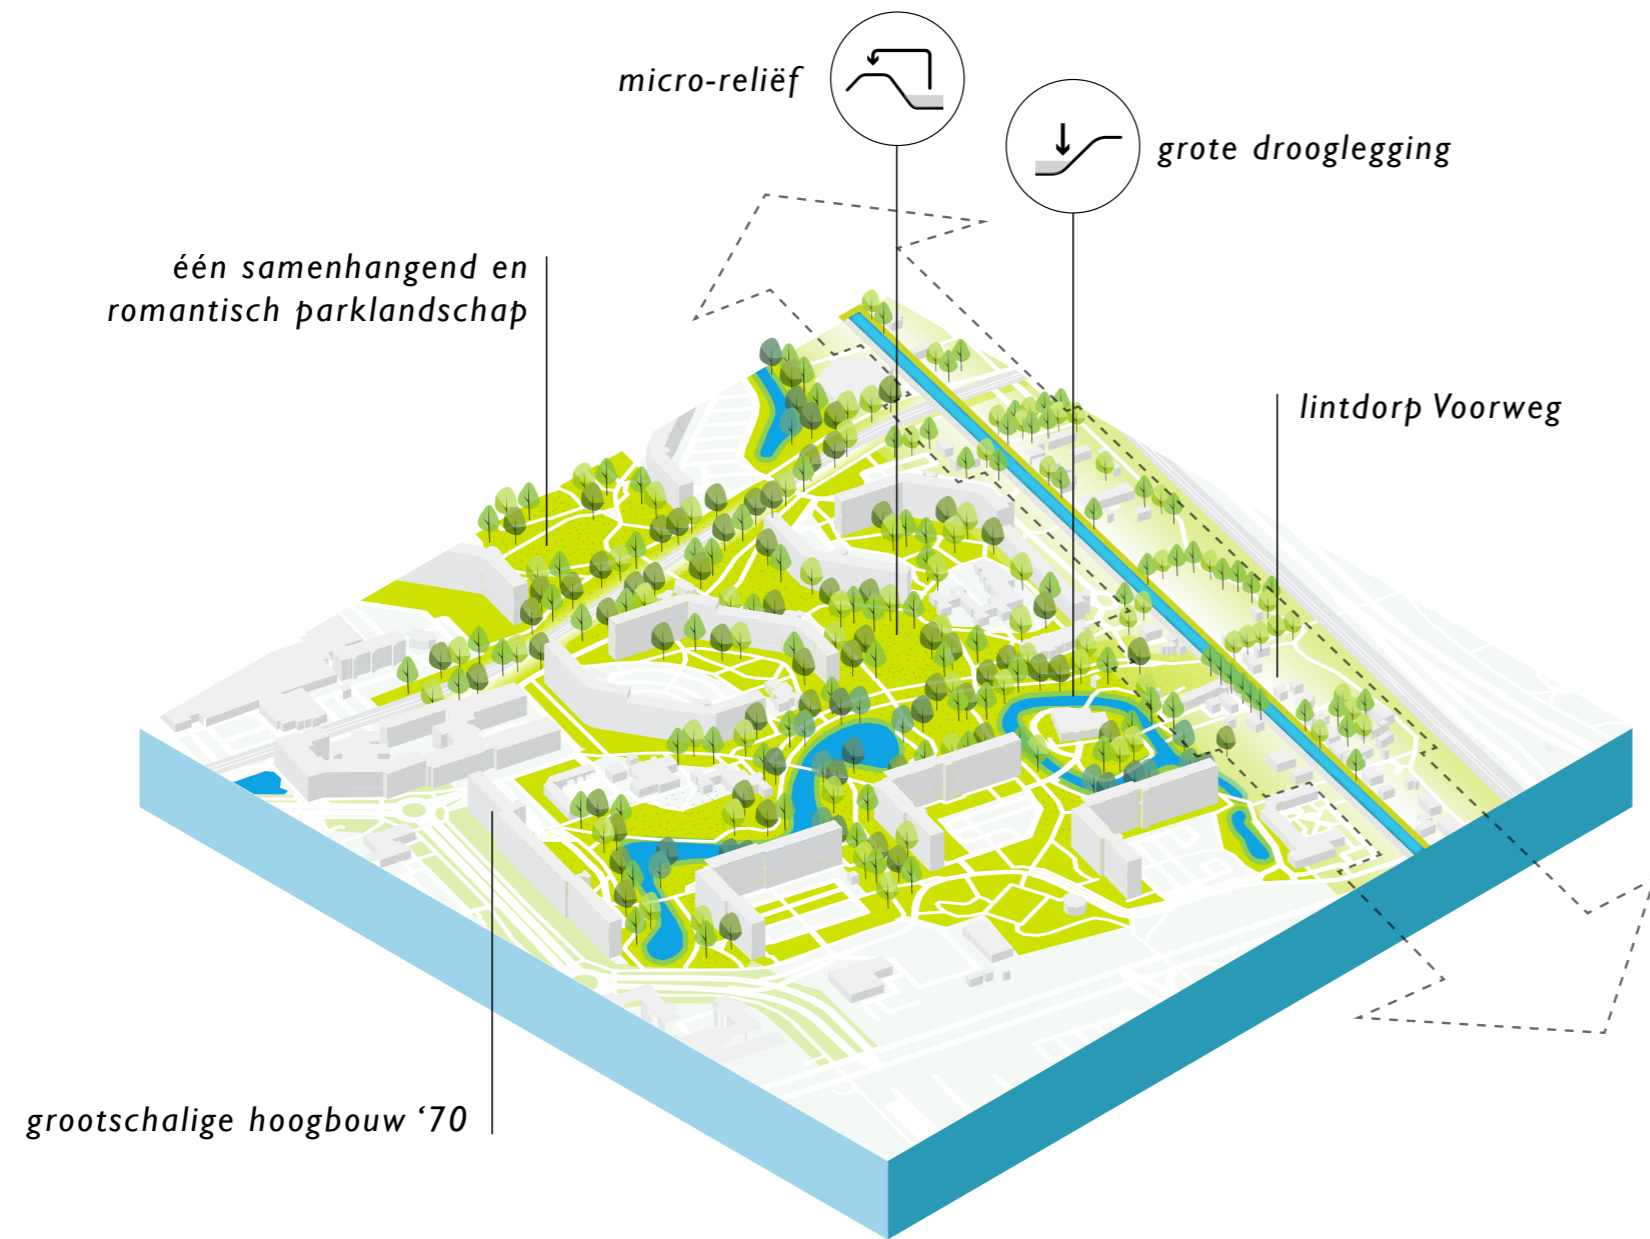 micro-reliëf
grote drooglegging
één samenhangend en
romantisch parklandschap
lintdorp Voorweg
grootschalige hoogbouw ‘70